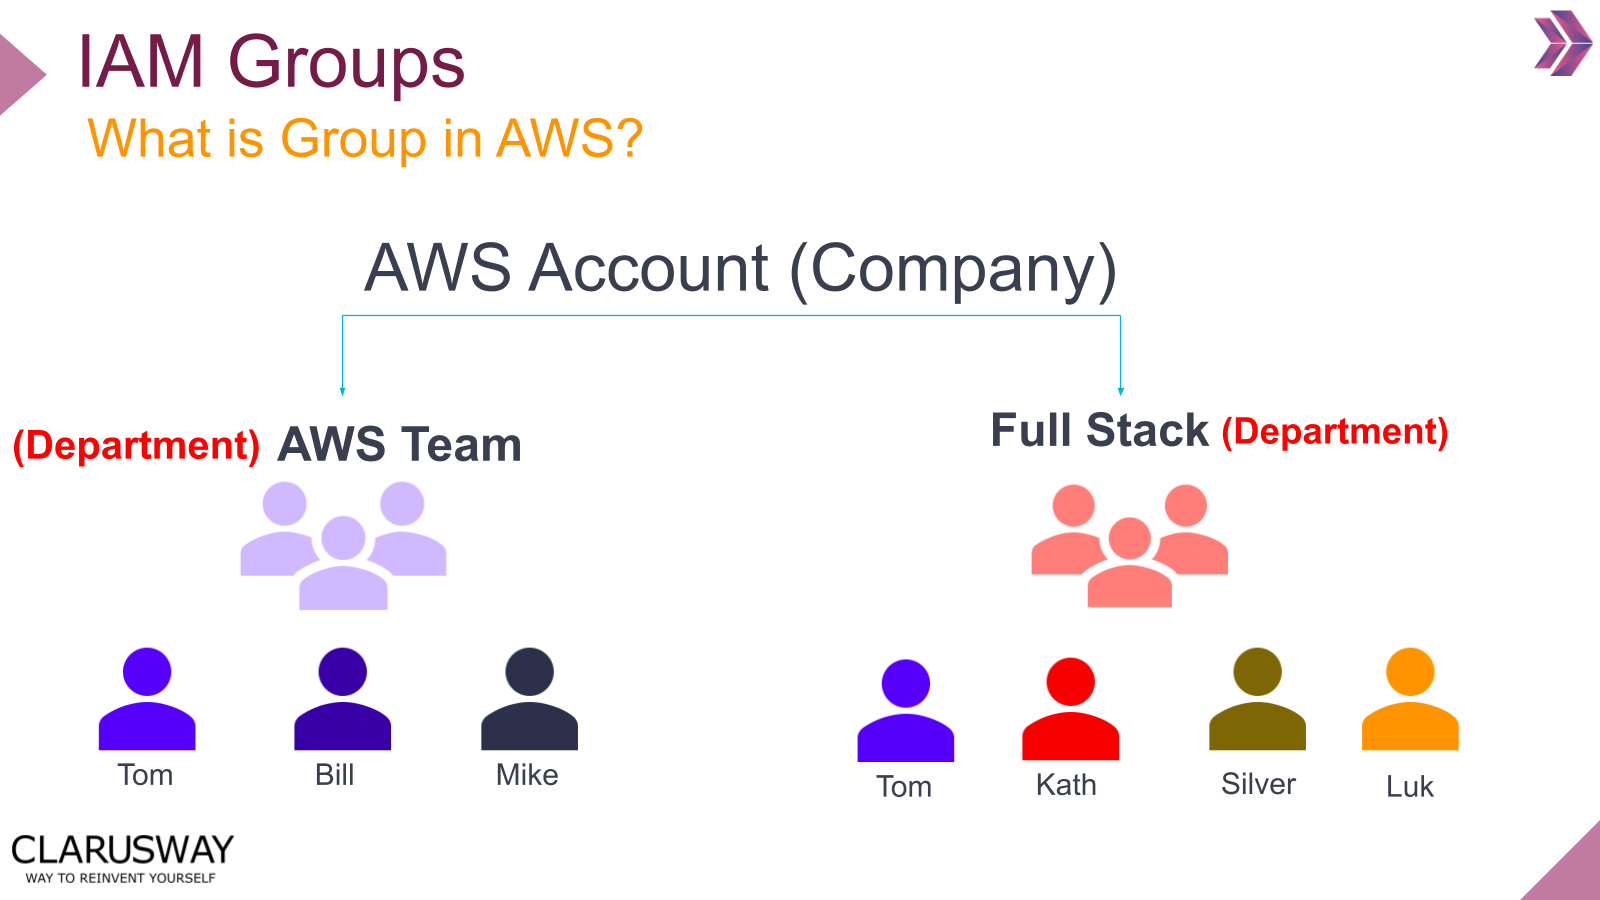 IAM Groups
What is Group in AWS?
AWS Account (Company)
(Department) AWS Team
Full Stack (Department)
Tom Bill Mike
Tom Kath Silver Luk
CLARUSWAY
WAY TO REINVENT YOURSELF